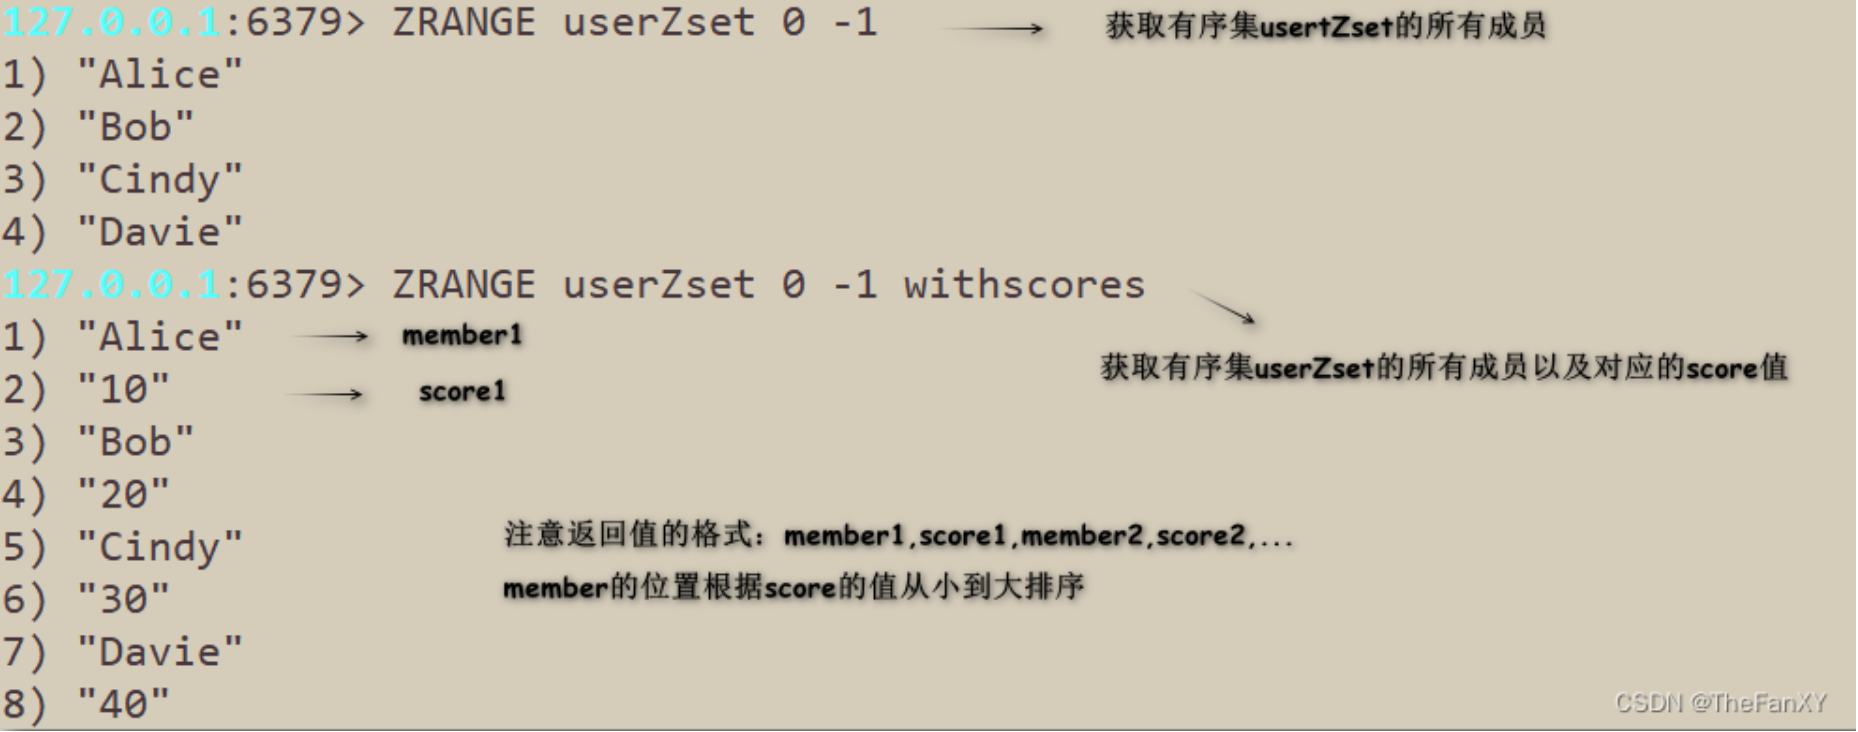 127.0.0.1:6379> ZRANGE userZset 0 -1 获取有序集usertZset的所有成员
1) "Alice"
2) "Bob"
3) "Cindy"
4) "Davie"
127.0.0.1:6379> ZRANGE userZset 0 -1 withscores
1) "Alice" member1
获取有序集userZset的所有成员以及对应的score值
2) "10" score1
3) "Bob"
4) "20"
5) "Cindy" 注意返回值的格式：member1,score1,member2,score2,...
6) "30" member的位置根据score的值从小到大排序
7) "Davie"
8) "40"
CSDN @TheFanXY